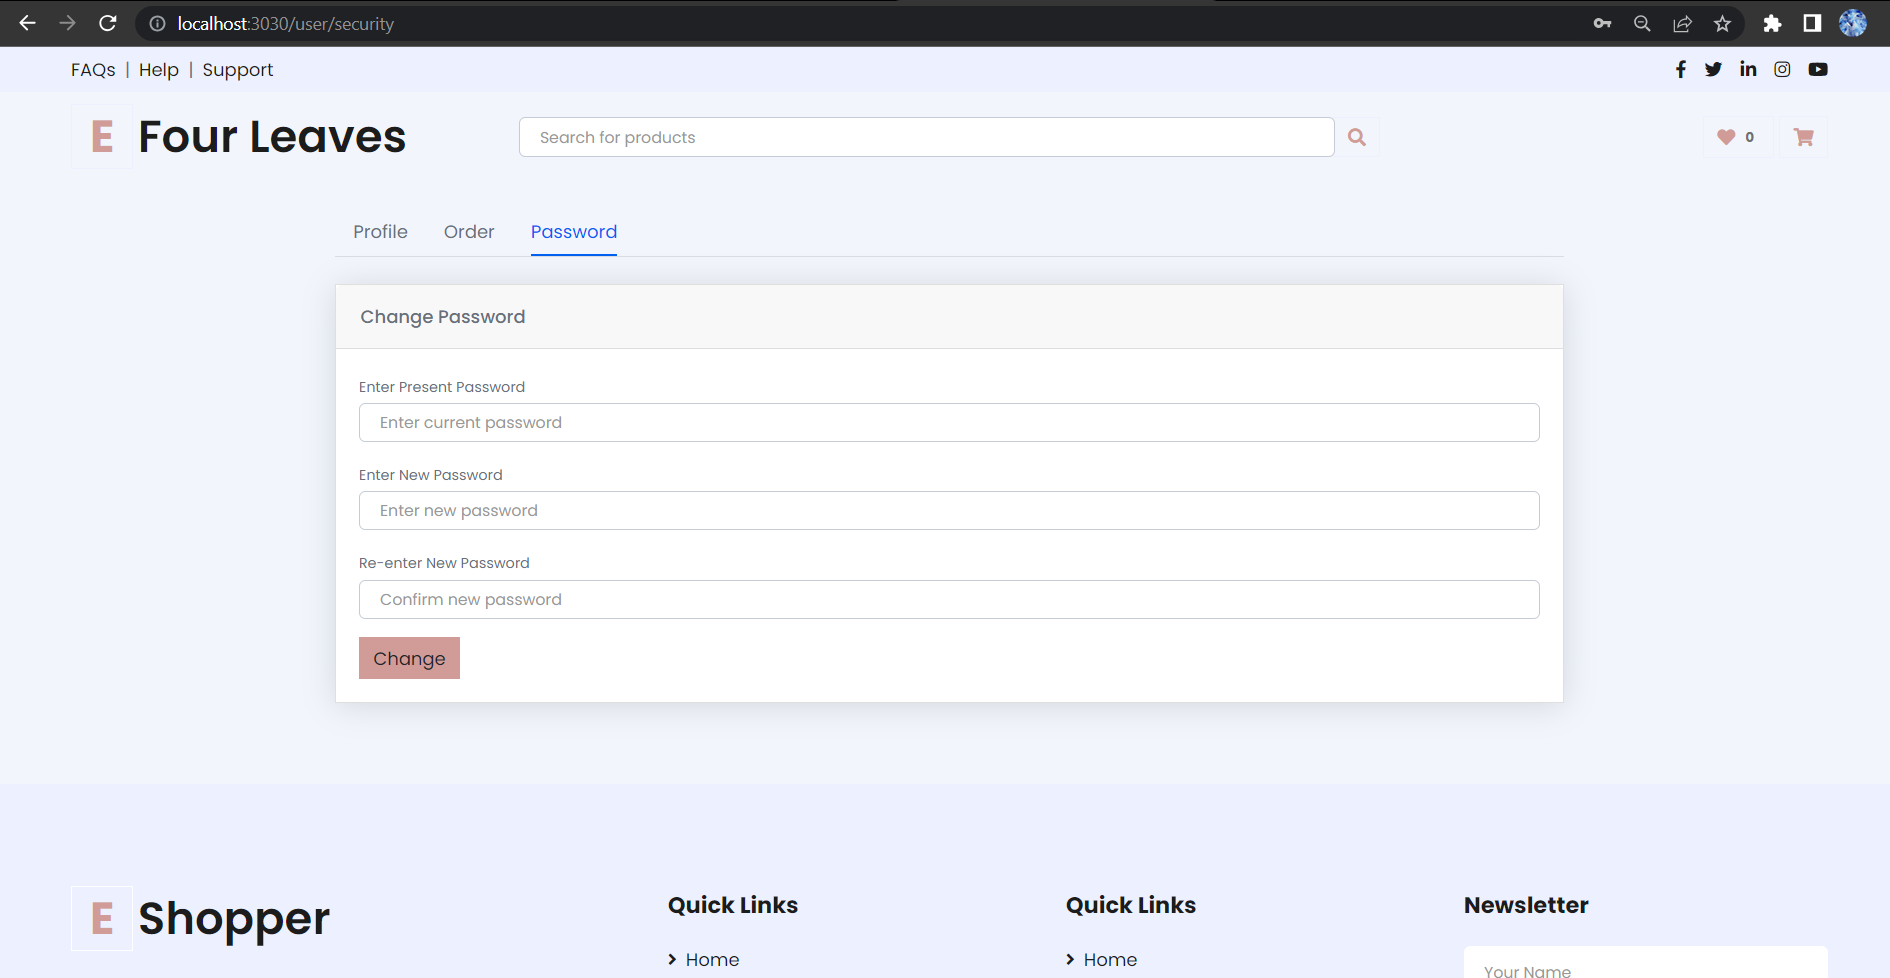 localhost:3030/user/security
FAQs | Help | Support
E Four Leaves
Search for products
0
Profile Order Password
Change Password
Enter Present Password
Enter current password
Enter New Password
Enter new password
Re-enter New Password
Confirm new password
Change
E Shopper
Quick Links
Home
Quick Links
Home
Newsletter
Your Name